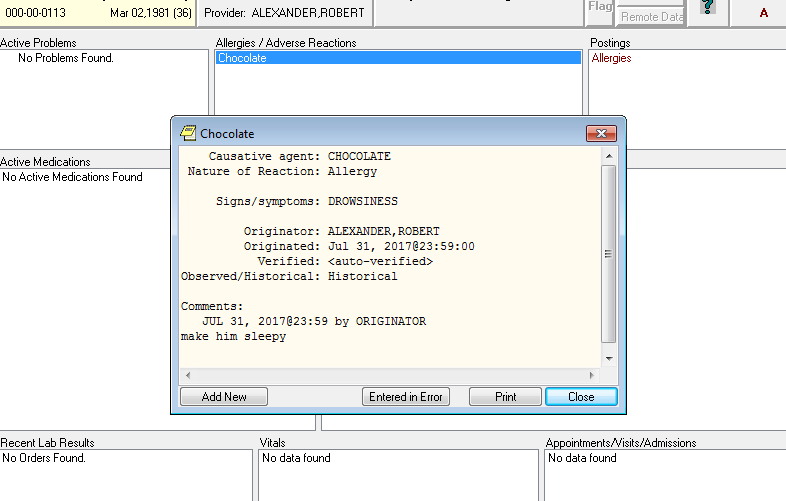 000-00-0113 Mar 02,1981 (36) Provider: ALEXANDER,ROBERT Flag Remote Data ? A
Active Problems
No Problems Found.
Allergies / Adverse Reactions
Chocolate
Postings
Allergies
Active Medications
No Active Medications Found
Chocolate
Causative agent: CHOCOLATE
Nature of Reaction: Allergy
Signs/symptoms: DROWSINESS
Originator: ALEXANDER,ROBERT
Originated: Jul 31, 2017@23:59:00
Verified: <auto-verified>
Observed/Historical: Historical
Comments:
JUL 31, 2017@23:59 by ORIGINATOR
make him sleepy
Add New Entered in Error Print Close
Recent Lab Results
No Orders Found.
Vitals
No data found
Appointments/Visits/Admissions
No data found